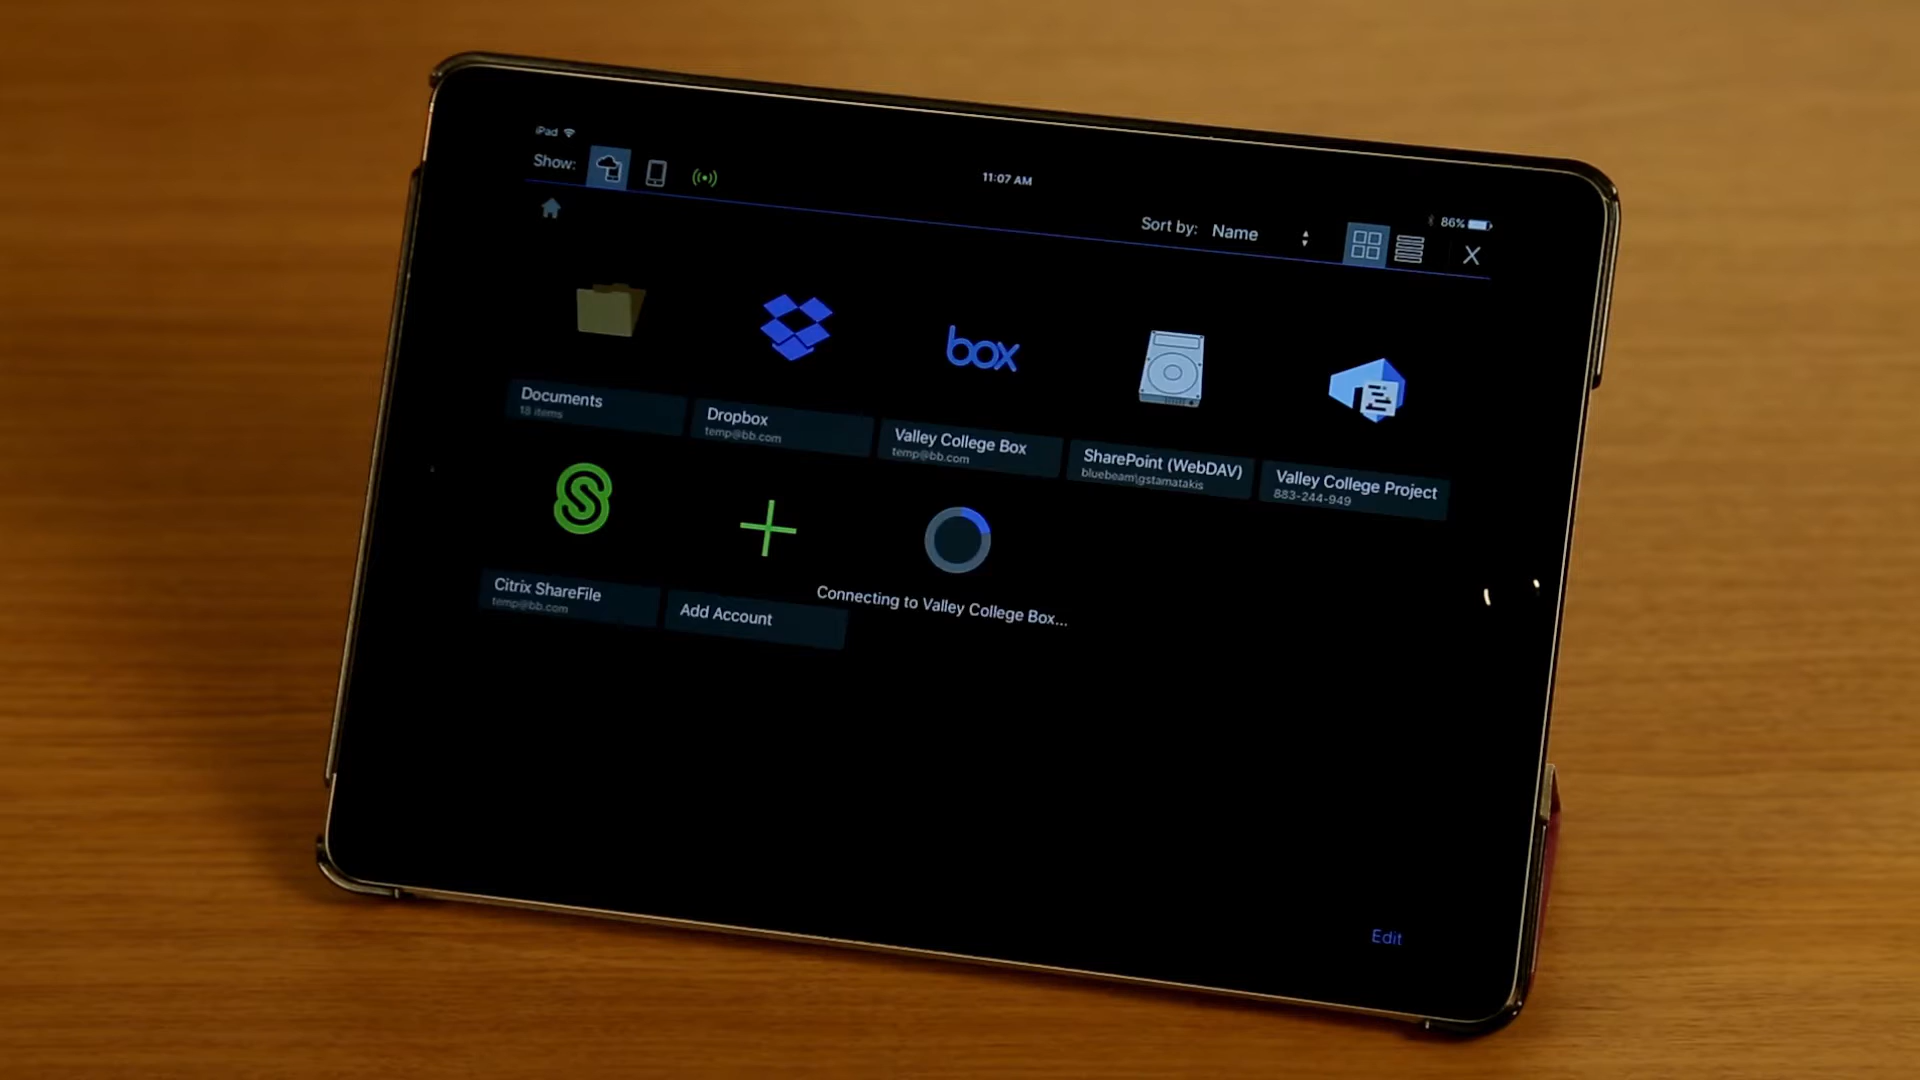 iPad
Show:
11:07 AM
86%
Sort by: Name
X
box
Documents
18 items
Dropbox
temp@bb.com
Valley College Box
temp@bb.com
SharePoint (WebDAV)
bluebeam\gstamatakis
Valley College Project
883-244-949
Citrix ShareFile
temp@bb.com
Add Account
Connecting to Valley College Box...
Edit